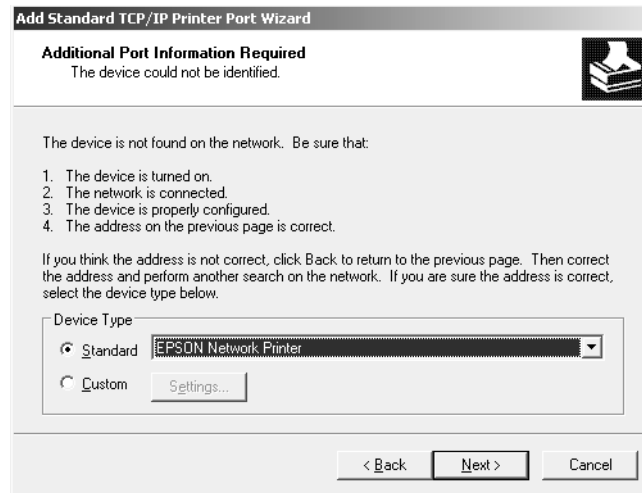 Add Standard TCP/IP Printer Port Wizard
Additional Port Information Required
The device could not be identified.
The device is not found on the network. Be sure that:
1. The device is turned on.
2. The network is connected.
3. The device is properly configured.
4. The address on the previous page is correct.
If you think the address is not correct, click Back to return to the previous page. Then correct
the address and perform another search on the network. If you are sure the address is correct,
select the device type below.
Device Type
Standard EPSON Network Printer
Custom Settings...
< Back Next > Cancel